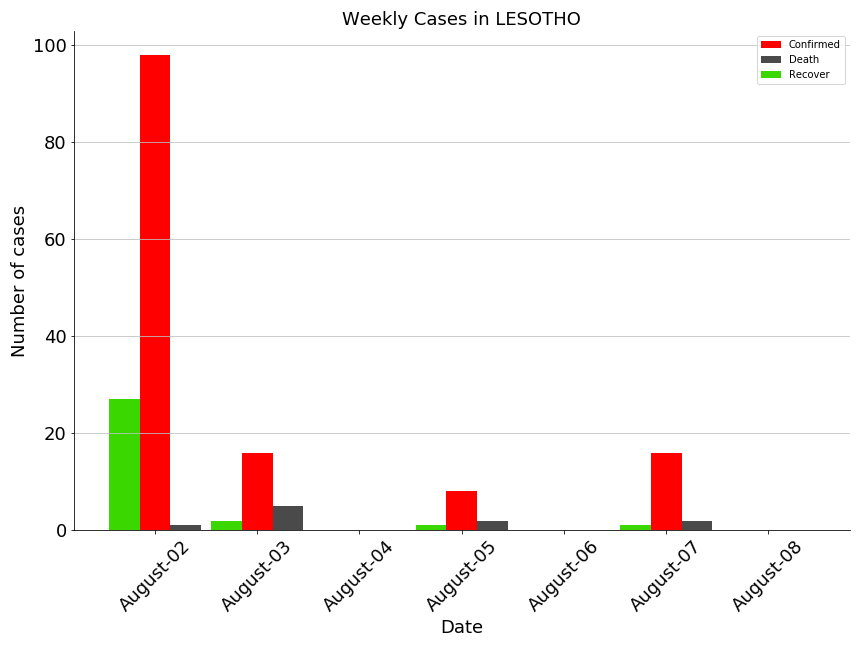 Weekly Cases in LESOTHO
Confirmed
Death
Recover
Number of cases
100
80
60
40
20
0
August-02
August-03
August-04
August-05
August-06
August-07
August-08
Date